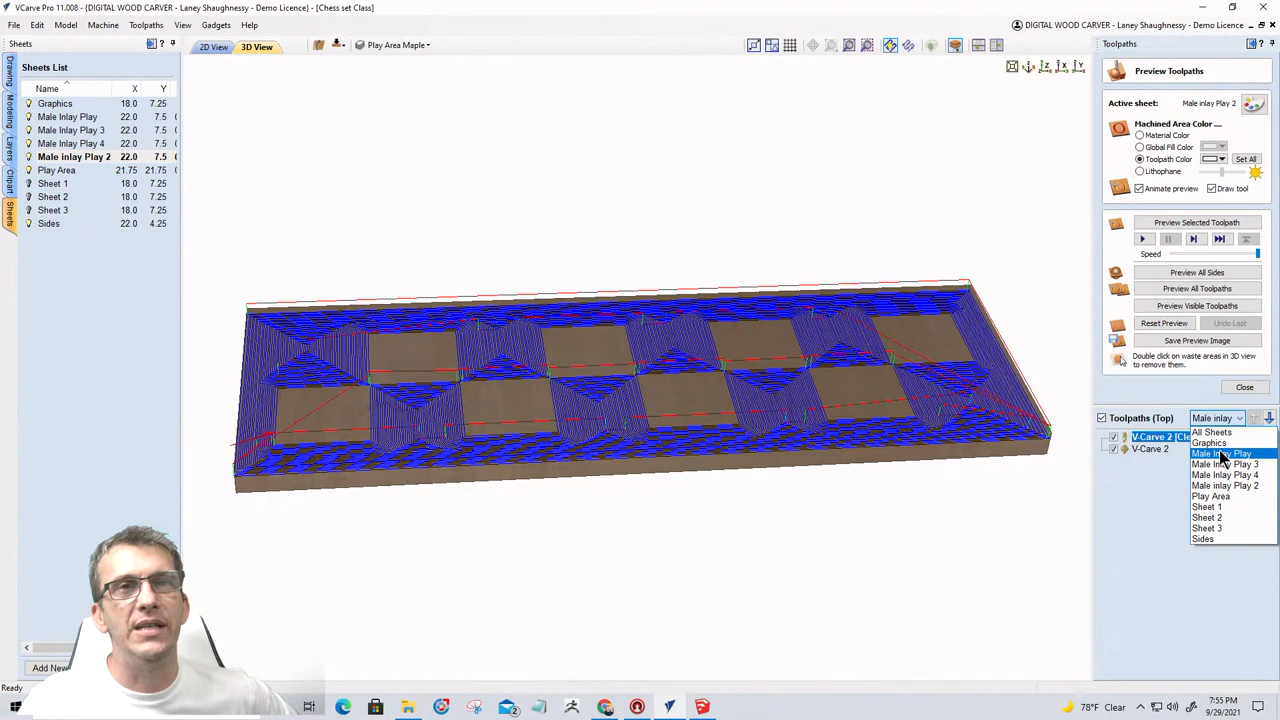 VCarve Pro 11.008 - {DIGITAL WOOD CARVER - Laney Shaughnessy - Demo Licence} - [Chess set Class]
File Edit Model Machine Toolpaths View Gadgets Help
DIGITAL WOOD CARVER - Laney Shaughnessy - Demo Licence
Sheets
2D View 3D View Play Area Maple
Toolpaths
Drawing
Modeling
Layers
Clipart
Sheets
Sheets List
Name X Y
Graphics 18.0 7.25
Male Inlay Play 22.0 7.5
Male Inlay Play 3 22.0 7.5
Male Inlay Play 4 22.0 7.5
Male inlay Play 2 22.0 7.5
Play Area 21.75 21.75
Sheet 1 18.0 7.25
Sheet 2 18.0 7.25
Sheet 3 18.0 7.25
Sides 22.0 4.25
Add New
Z X Y
Preview Toolpaths
Active sheet: Male inlay Play 2
Machined Area Color ....
Material Color
Global Fill Color
Toolpath Color Set All
Lithophane
Animate preview Draw tool
Preview Selected Toolpath
Speed
Preview All Sides
Preview All Toolpaths
Preview Visible Toolpaths
Reset Preview Undo Last
Save Preview Image
Double click on waste areas in 3D view
to remove them.
Close
Toolpaths (Top) Male inlay
V-Carve 2 [Cle
V-Carve 2
All Sheets
Graphics
Male Inlay Play
Male Inlay Play 3
Male Inlay Play 4
Male inlay Play 2
Play Area
Sheet 1
Sheet 2
Sheet 3
Sides
Ready
2
78°F Clear
7:55 PM
9/29/2021